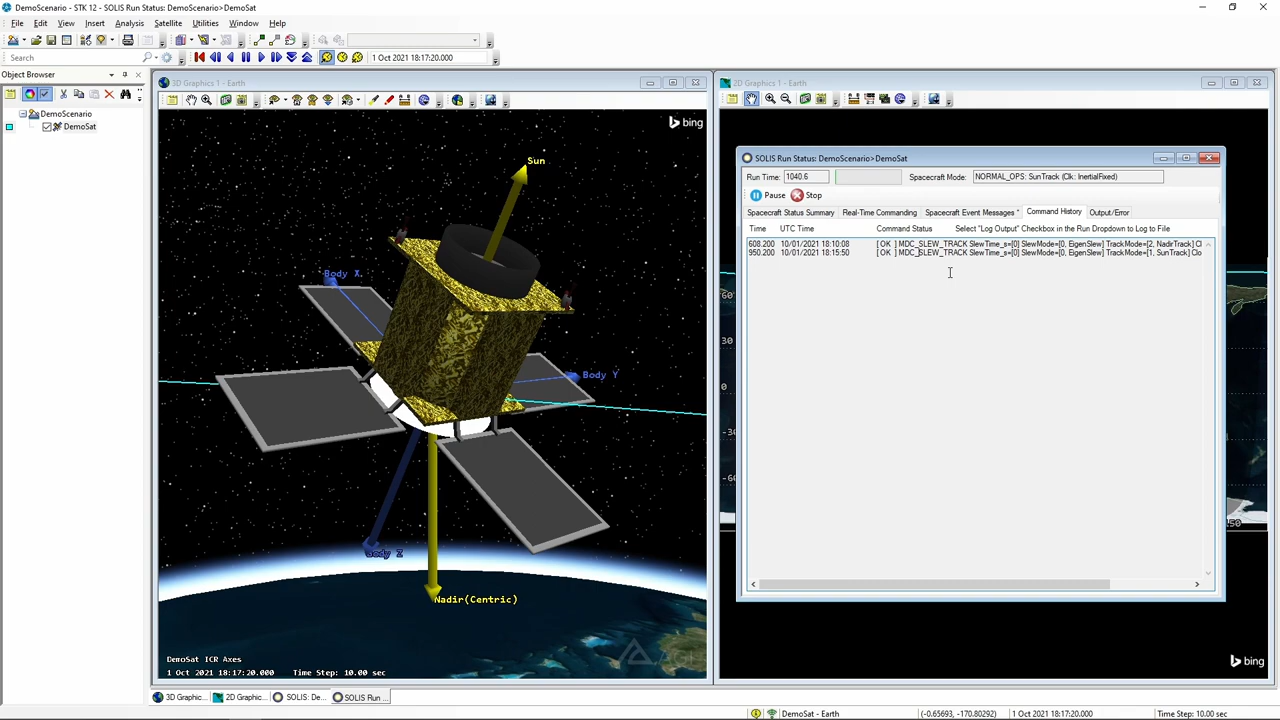 DemoScenario - STK 12 - SOLIS Run Status: DemoScenario>DemoSat
File Edit View Insert Analysis Satellite Utilities Window Help
Search
1 Oct 2021 18:17:20.000
Object Browser
DemoScenario
DemoSat
3D Graphics 1 - Earth
bing
Sun
Body X
Body Y
Body Z
Nadir(Centric)
DemoSat ICR Axes
1 Oct 2021 18:17:20.000 Time Step: 10.00 sec
2D Graphics 1 - Earth
60
30
0
-30
-60
bing
SOLIS Run Status: DemoScenario>DemoSat
Run Time: 1040.6 Spacecraft Mode: NORMAL_OPS: SunTrack (Clk: InertialFixed)
Pause Stop
Spacecraft Status Summary Real-Time Commanding Spacecraft Event Messages * Command History Output/Error
Time UTC Time Command Status Select "Log Output" Checkbox in the Run Dropdown to Log to File
608.200 10/01/2021 18:10:08 [ OK ] MDC_SLEW_TRACK SlewTime_s=[0] SlewMode=[0, EigenSlew] TrackMode=[2, NadirTrack] Cl
950.200 10/01/2021 18:15:50 [ OK ] MDC_SLEW_TRACK SlewTime_s=[0] SlewMode=[0, EigenSlew] TrackMode=[1, SunTrack] Clo
3D Graphic... 2D Graphic... SOLIS: De... SOLIS Run ...
DemoSat - Earth (-0.65693, -170.80292) 1 Oct 2021 18:17:20.000 Time Step: 10.00 sec